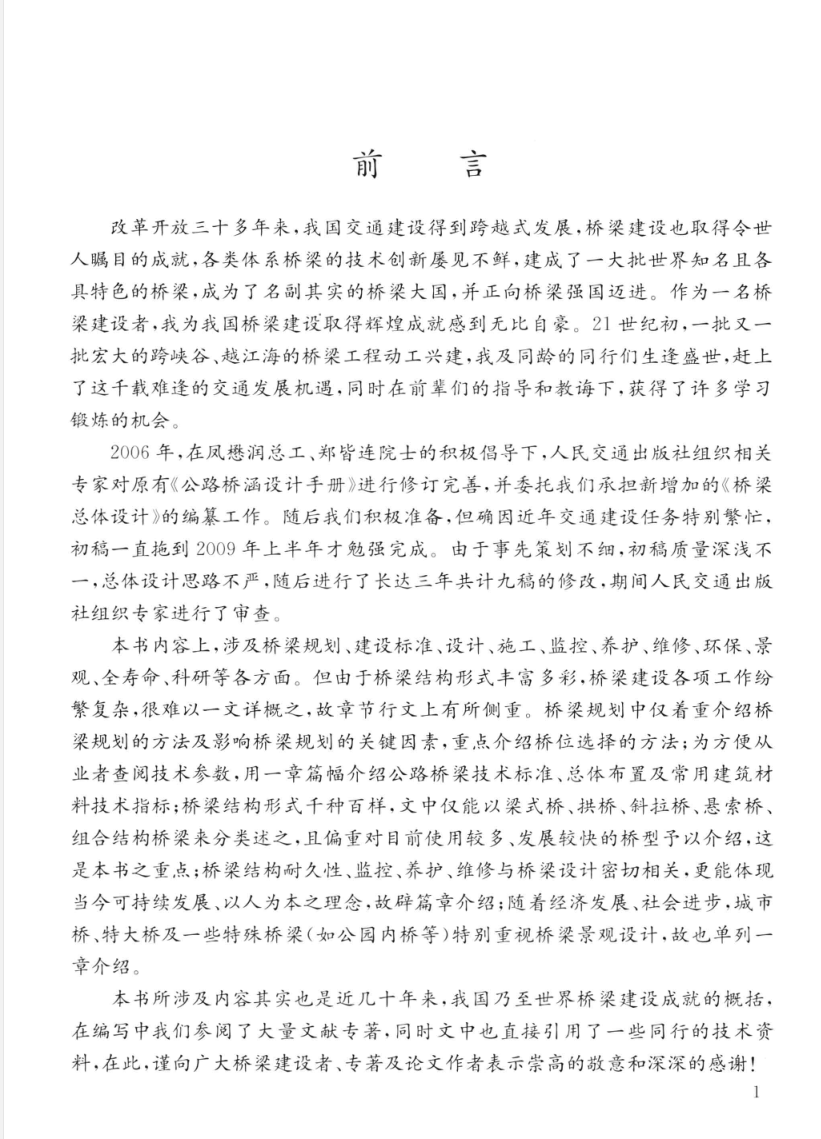 前 言
改革开放三十多年来,我国交通建设得到跨越式发展,桥梁建设也取得令世
人瞩目的成就,各类体系桥梁的技术创新屡见不鲜,建成了一大批世界知名且各
具特色的桥梁,成为了名副其实的桥梁大国,并正向桥梁强国迈进。作为一名桥
梁建设者,我为我国桥梁建设取得辉煌成就感到无比自豪。21 世纪初,一批又一
批宏大的跨峡谷、越江海的桥梁工程动工兴建,我及同龄的同行们生逢盛世,赶上
了这千载难逢的交通发展机遇,同时在前辈们的指导和教诲下,获得了许多学习
锻炼的机会。
2006 年,在凤懋润总工、郑皆连院士的积极倡导下,人民交通出版社组织相关
专家对原有《公路桥涵设计手册》进行修订完善,并委托我们承担新增加的《桥梁
总体设计》的编纂工作。随后我们积极准备,但确因近年交通建设任务特别繁忙,
初稿一直拖到 2009 年上半年才勉强完成。由于事先策划不细,初稿质量深浅不
一,总体设计思路不严,随后进行了长达三年共计九稿的修改,期间人民交通出版
社组织专家进行了审查。
本书内容上,涉及桥梁规划、建设标准、设计、施工、监控、养护、维修、环保、景
观、全寿命、科研等各方面。但由于桥梁结构形式丰富多彩,桥梁建设各项工作纷
繁复杂,很难以一文详概之,故章节行文上有所侧重。桥梁规划中仅着重介绍桥
梁规划的方法及影响桥梁规划的关键因素,重点介绍桥位选择的方法;为方便从
业者查阅技术参数,用一章篇幅介绍公路桥梁技术标准、总体布置及常用建筑材
料技术指标;桥梁结构形式千种百样,文中仅能以梁式桥、拱桥、斜拉桥、悬索桥、
组合结构桥梁来分类述之,且偏重对目前使用较多、发展较快的桥型予以介绍,这
是本书之重点;桥梁结构耐久性、监控、养护、维修与桥梁设计密切相关,更能体现
当今可持续发展、以人为本之理念,故辟篇章介绍;随着经济发展、社会进步,城市
桥、特大桥及一些特殊桥梁(如公园内桥等)特别重视桥梁景观设计,故也单列一
章介绍。
本书所涉及内容其实也是近几十年来,我国乃至世界桥梁建设成就的概括,
在编写中我们参阅了大量文献专著,同时文中也直接引用了一些同行的技术资
料,在此,谨向广大桥梁建设者、专著及论文作者表示崇高的敬意和深深的感谢!
1